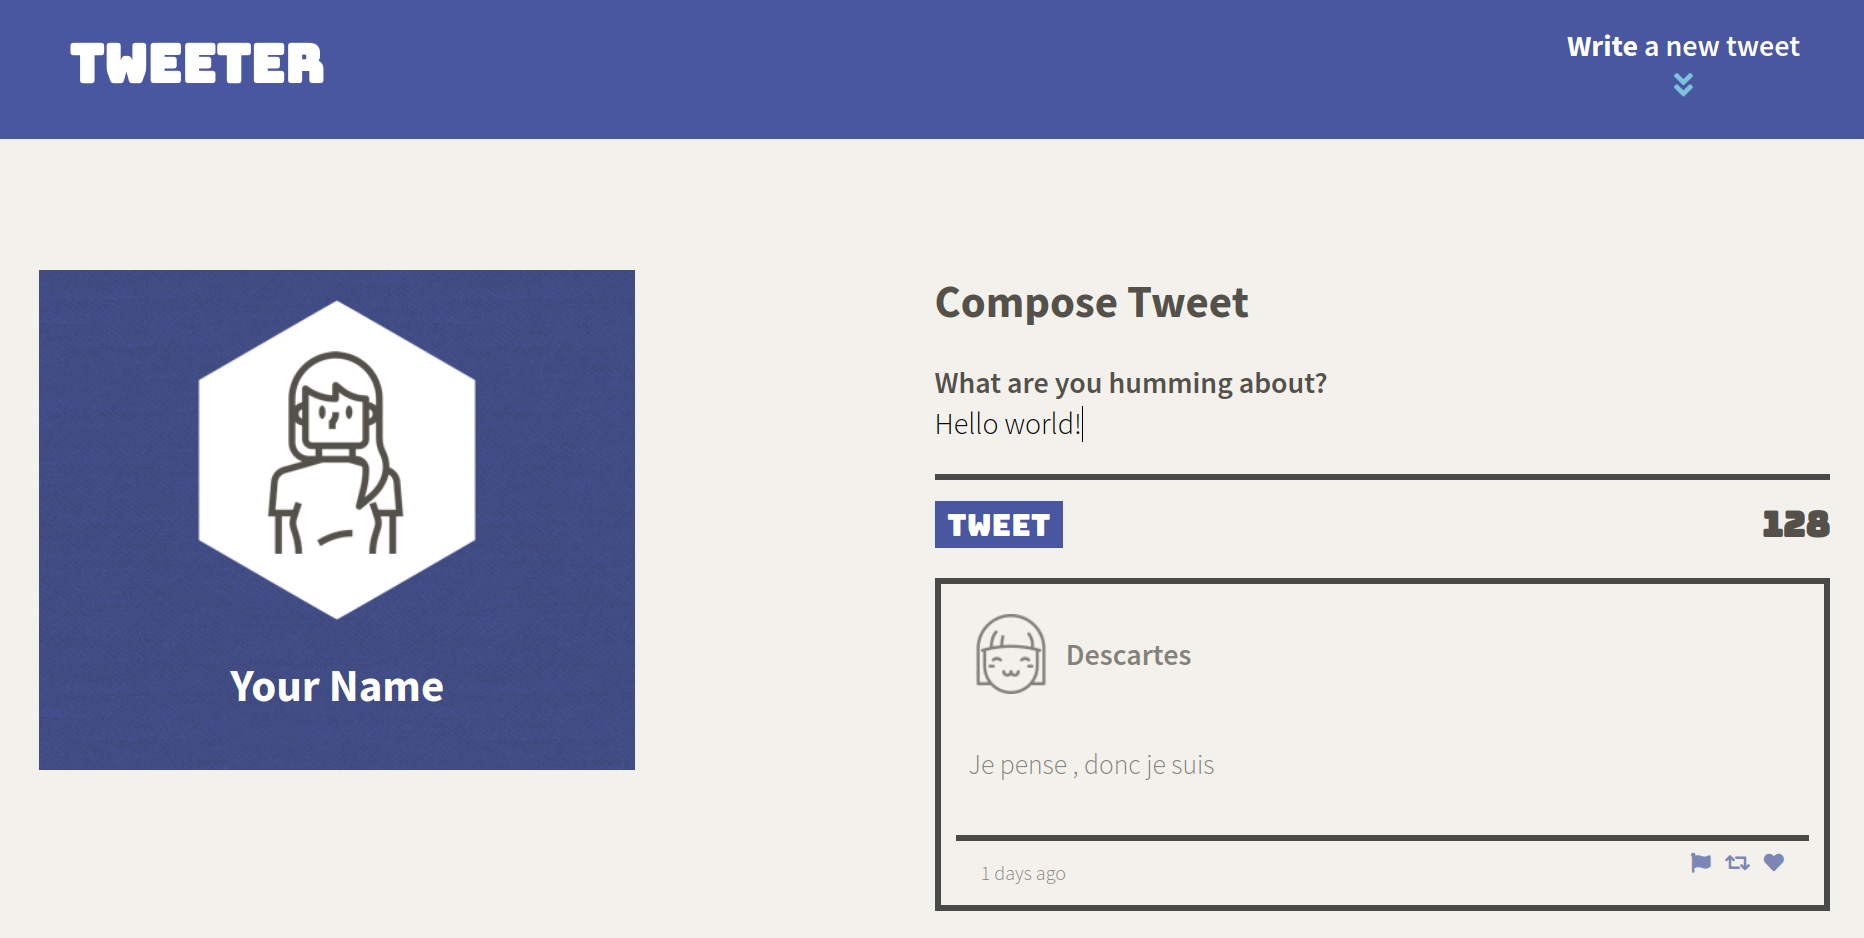 TWEETER
Write a new tweet
Your Name
Compose Tweet
What are you humming about?
Hello world!
TWEET
128
Descartes
Je pense , donc je suis
1 days ago